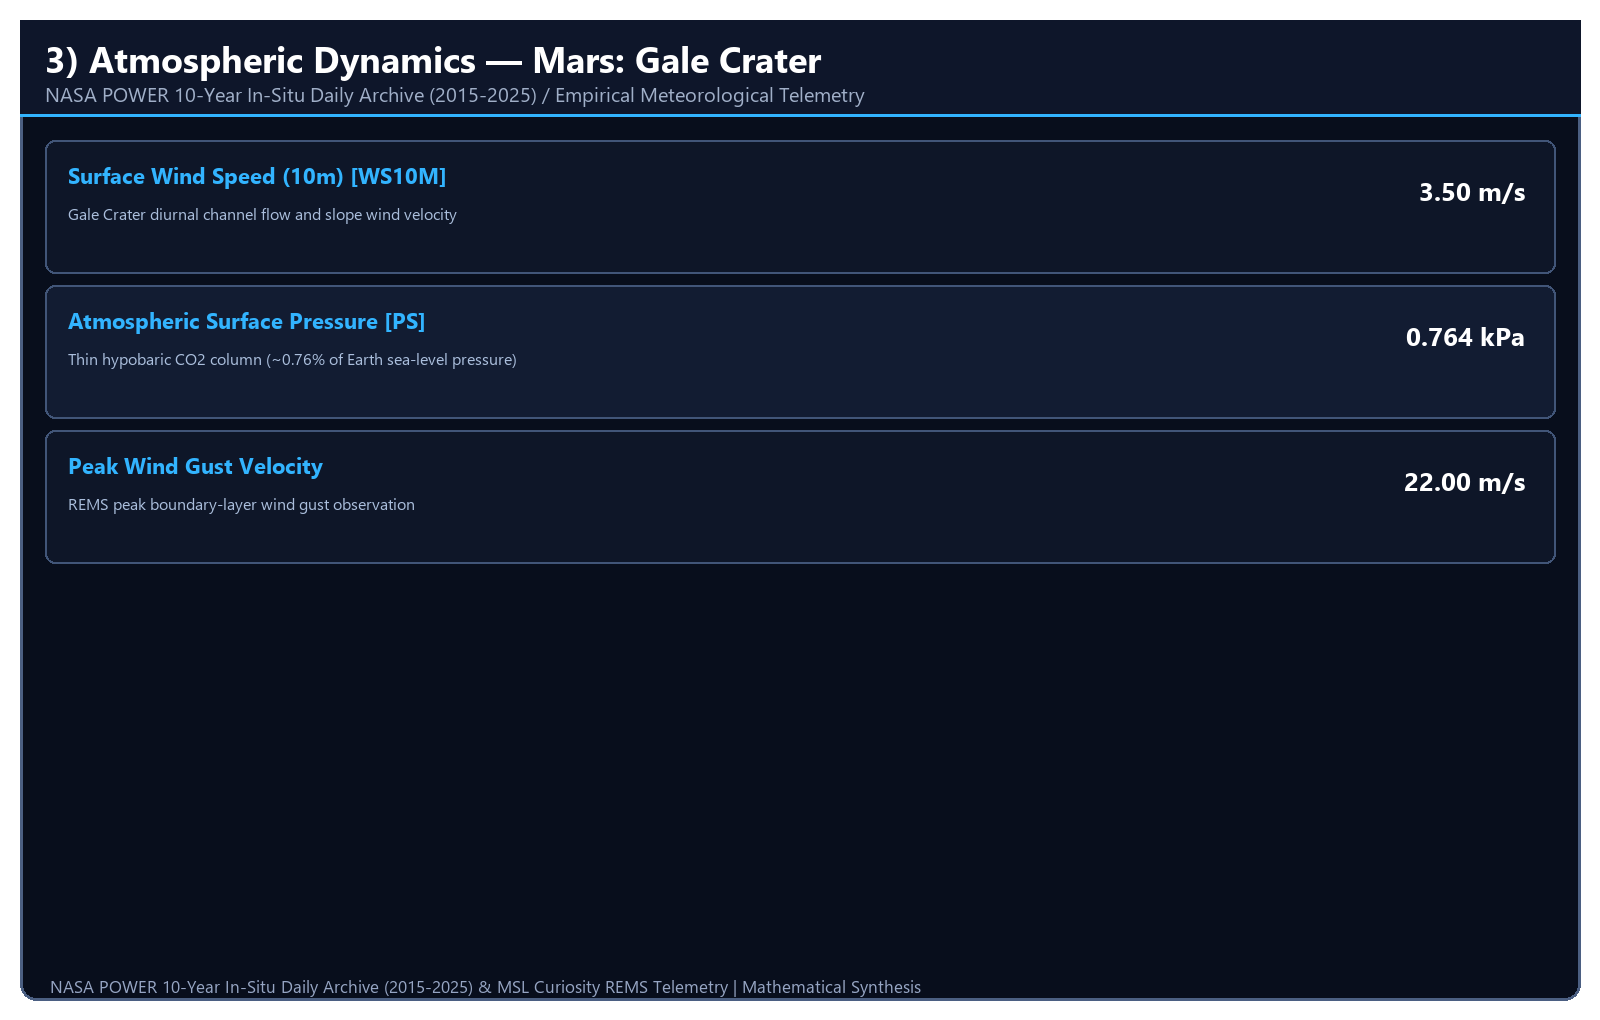 3) Atmospheric Dynamics — Mars: Gale Crater
NASA POWER 10-Year In-Situ Daily Archive (2015-2025) / Empirical Meteorological Telemetry
Surface Wind Speed (10m) [WS10M]
3.50 m/s
Gale Crater diurnal channel flow and slope wind velocity
Atmospheric Surface Pressure [PS]
0.764 kPa
Thin hypobaric CO2 column (~0.76% of Earth sea-level pressure)
Peak Wind Gust Velocity
22.00 m/s
REMS peak boundary-layer wind gust observation
NASA POWER 10-Year In-Situ Daily Archive (2015-2025) & MSL Curiosity REMS Telemetry | Mathematical Synthesis